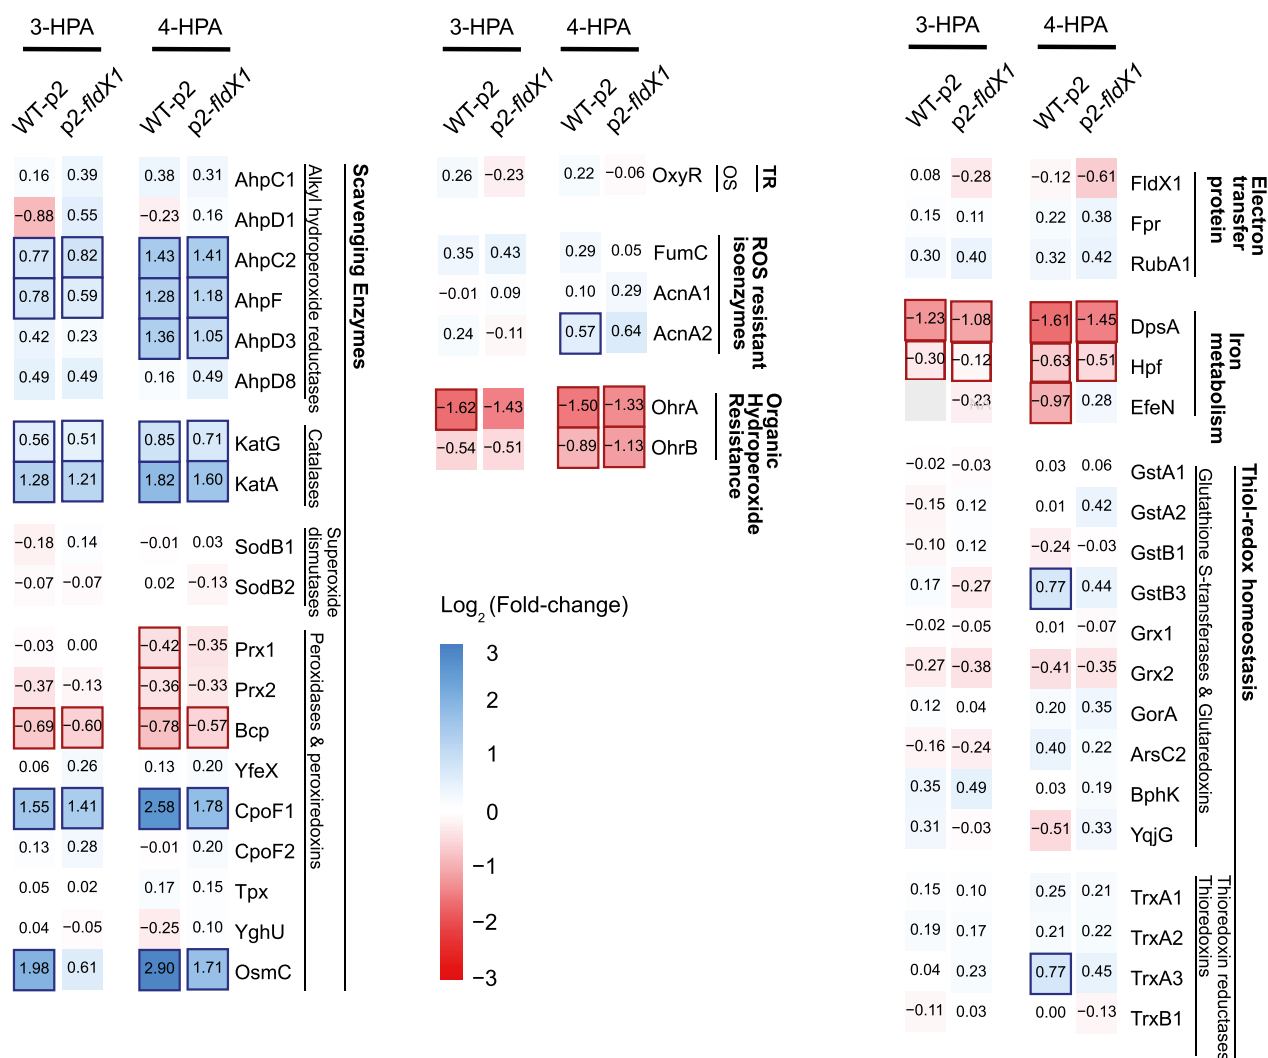 3-HPA 4-HPA
WT-p2 p2-fldX1 WT-p2 p2-fldX1
0.16 0.39 0.38 0.31 AhpC1
−0.88 0.55 −0.23 0.16 AhpD1
0.77 0.82 1.43 1.41 AhpC2
0.78 0.59 1.28 1.18 AhpF
0.42 0.23 1.36 1.05 AhpD3
0.49 0.49 0.16 0.49 AhpD8
Alkyl hydroperoxide reductases
0.56 0.51 0.85 0.71 KatG
1.28 1.21 1.82 1.60 KatA
Catalases
−0.18 0.14 −0.01 0.03 SodB1
−0.07 −0.07 0.02 −0.13 SodB2
Superoxide
dismutases
−0.03 0.00 −0.42 −0.35 Prx1
−0.37 −0.13 −0.36 −0.33 Prx2
−0.69 −0.60 −0.78 −0.57 Bcp
0.06 0.26 0.13 0.20 YfeX
1.55 1.41 2.58 1.78 CpoF1
0.13 0.28 −0.01 0.20 CpoF2
0.05 0.02 0.17 0.15 Tpx
0.04 −0.05 −0.25 0.10 YghU
1.98 0.61 2.90 1.71 OsmC
Peroxidases & peroxiredoxins
Scavenging Enzymes
3-HPA 4-HPA
WT-p2 p2-fldX1 WT-p2 p2-fldX1
0.26 −0.23 0.22 −0.06 OxyR
OS
TR
0.35 0.43 0.29 0.05 FumC
−0.01 0.09 0.10 0.29 AcnA1
0.24 −0.11 0.57 0.64 AcnA2
ROS resistant
isoenzymes
−1.62 −1.43 −1.50 −1.33 OhrA
−0.54 −0.51 −0.89 −1.13 OhrB
Organic
Hydroperoxide
Resistance
Log2 (Fold-change)
3
2
1
0
−1
−2
−3
3-HPA 4-HPA
WT-p2 p2-fldX1 WT-p2 p2-fldX1
0.08 −0.28 −0.12 −0.61 FldX1
0.15 0.11 0.22 0.38 Fpr
0.30 0.40 0.32 0.42 RubA1
Electron
transfer
protein
−1.23 −1.08 −1.61 −1.45 DpsA
−0.30 −0.12 −0.63 −0.51 Hpf
−0.23 NA −0.97 0.28 EfeN
Iron
metabolism
−0.02 −0.03 0.03 0.06 GstA1
−0.15 0.12 0.01 0.42 GstA2
−0.10 0.12 −0.24 −0.03 GstB1
0.17 −0.27 0.77 0.44 GstB3
−0.02 −0.05 0.01 −0.07 Grx1
−0.27 −0.38 −0.41 −0.35 Grx2
0.12 0.04 0.20 0.35 GorA
−0.16 −0.24 0.40 0.22 ArsC2
0.35 0.49 0.03 0.19 BphK
0.31 −0.03 −0.51 0.33 YqjG
Glutathione S-transferases & Glutaredoxins
0.15 0.10 0.25 0.21 TrxA1
0.19 0.17 0.21 0.22 TrxA2
0.04 0.23 0.77 0.45 TrxA3
−0.11 0.03 0.00 −0.13 TrxB1
Thioredoxin reductases
Thioredoxins
Thiol-redox homeostasis